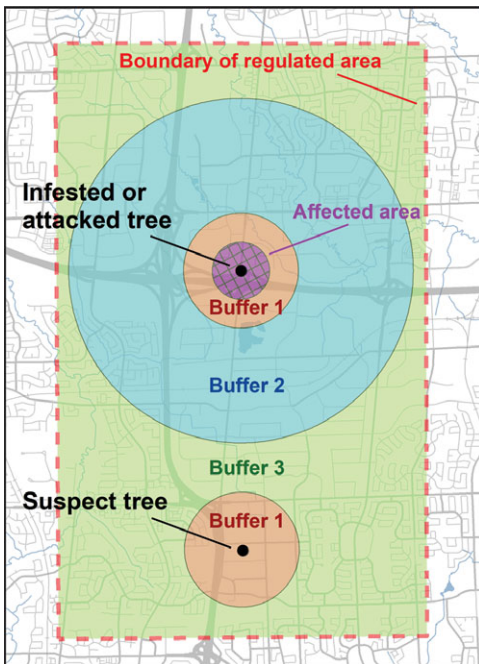 Boundary of regulated area
Infested or
attacked tree
Affected area
Buffer 1
Buffer 2
Buffer 3
Suspect tree
Buffer 1